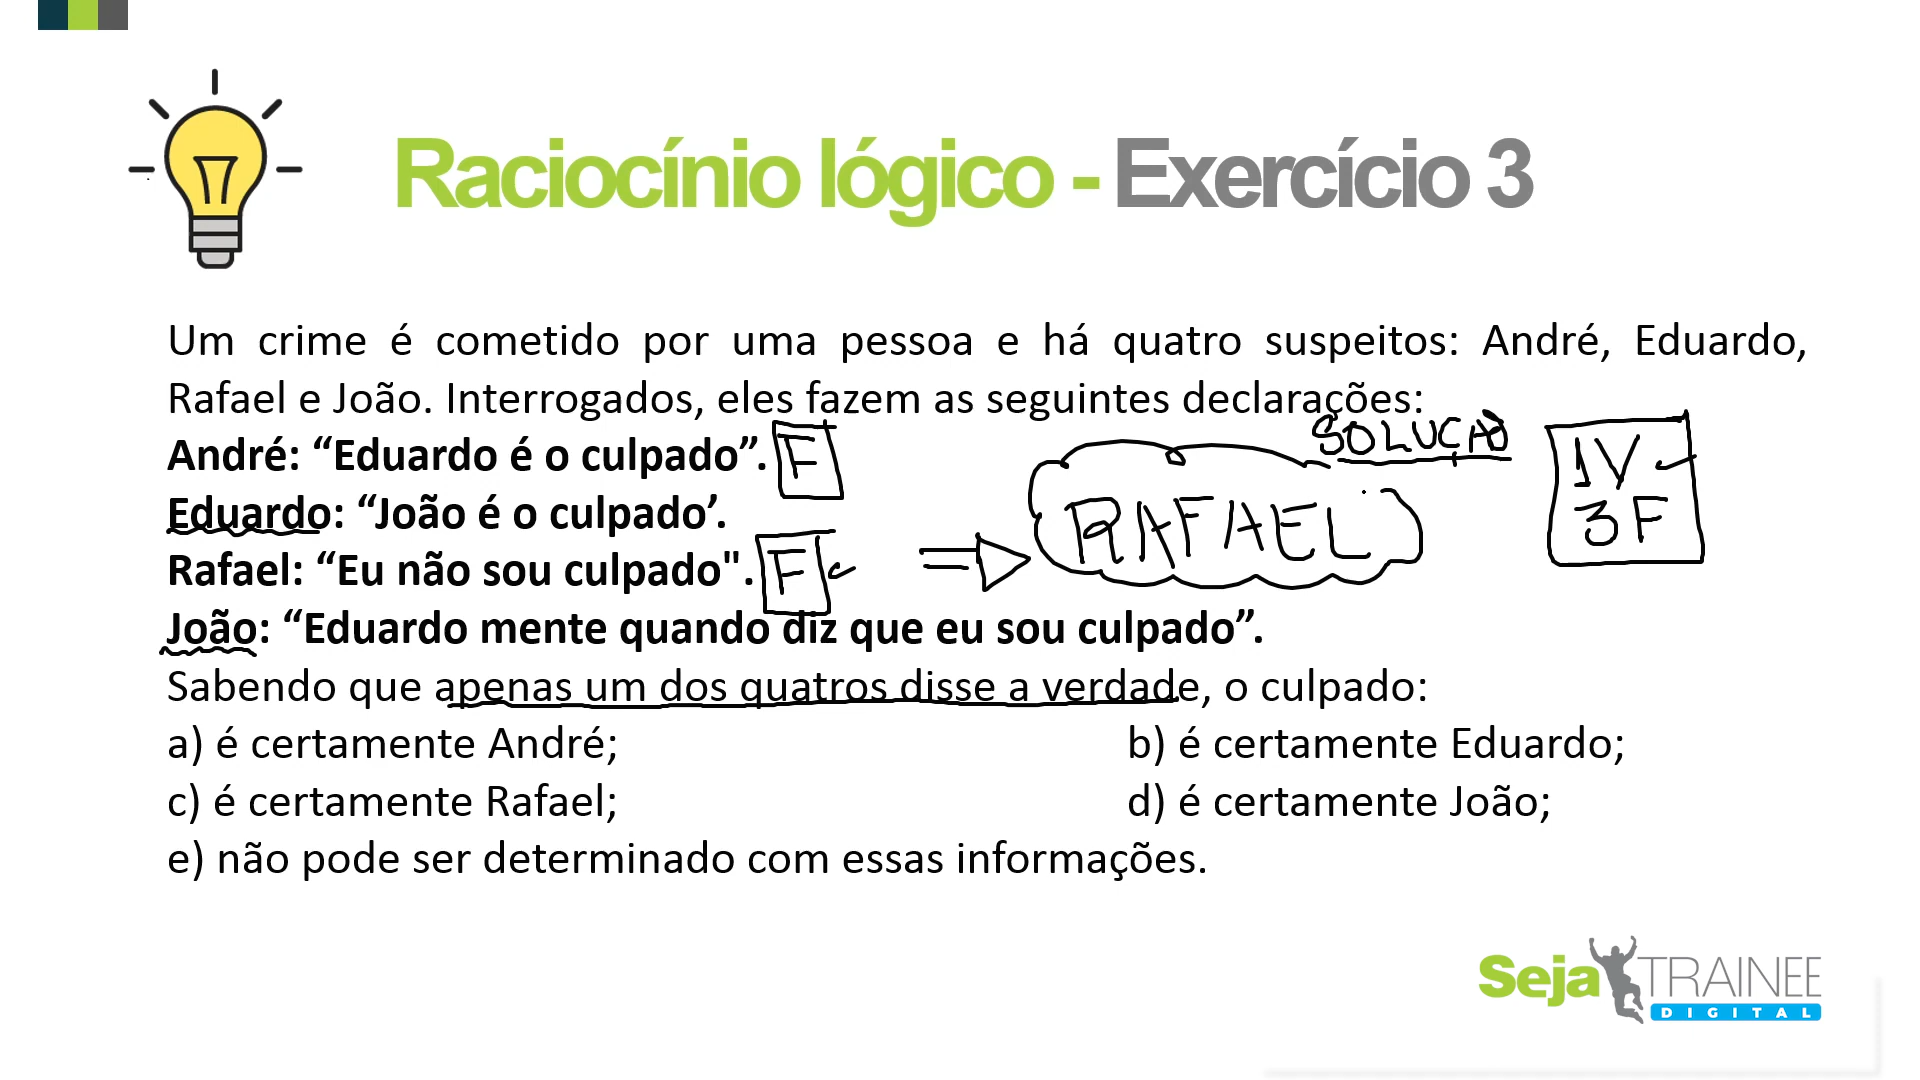 Raciocínio lógico - Exercício 3
Um crime é cometido por uma pessoa e há quatro suspeitos: André, Eduardo,
Rafael e João. Interrogados, eles fazem as seguintes declarações:
SOLUÇÃO
André: “Eduardo é o culpado”. F
1V
Eduardo: “João é o culpado’.
RAFAEL
3F
Rafael: “Eu não sou culpado". F
João: “Eduardo mente quando diz que eu sou culpado”.
Sabendo que apenas um dos quatros disse a verdade, o culpado:
a) é certamente André; b) é certamente Eduardo;
c) é certamente Rafael; d) é certamente João;
e) não pode ser determinado com essas informações.
Seja TRAINEE
DIGITAL